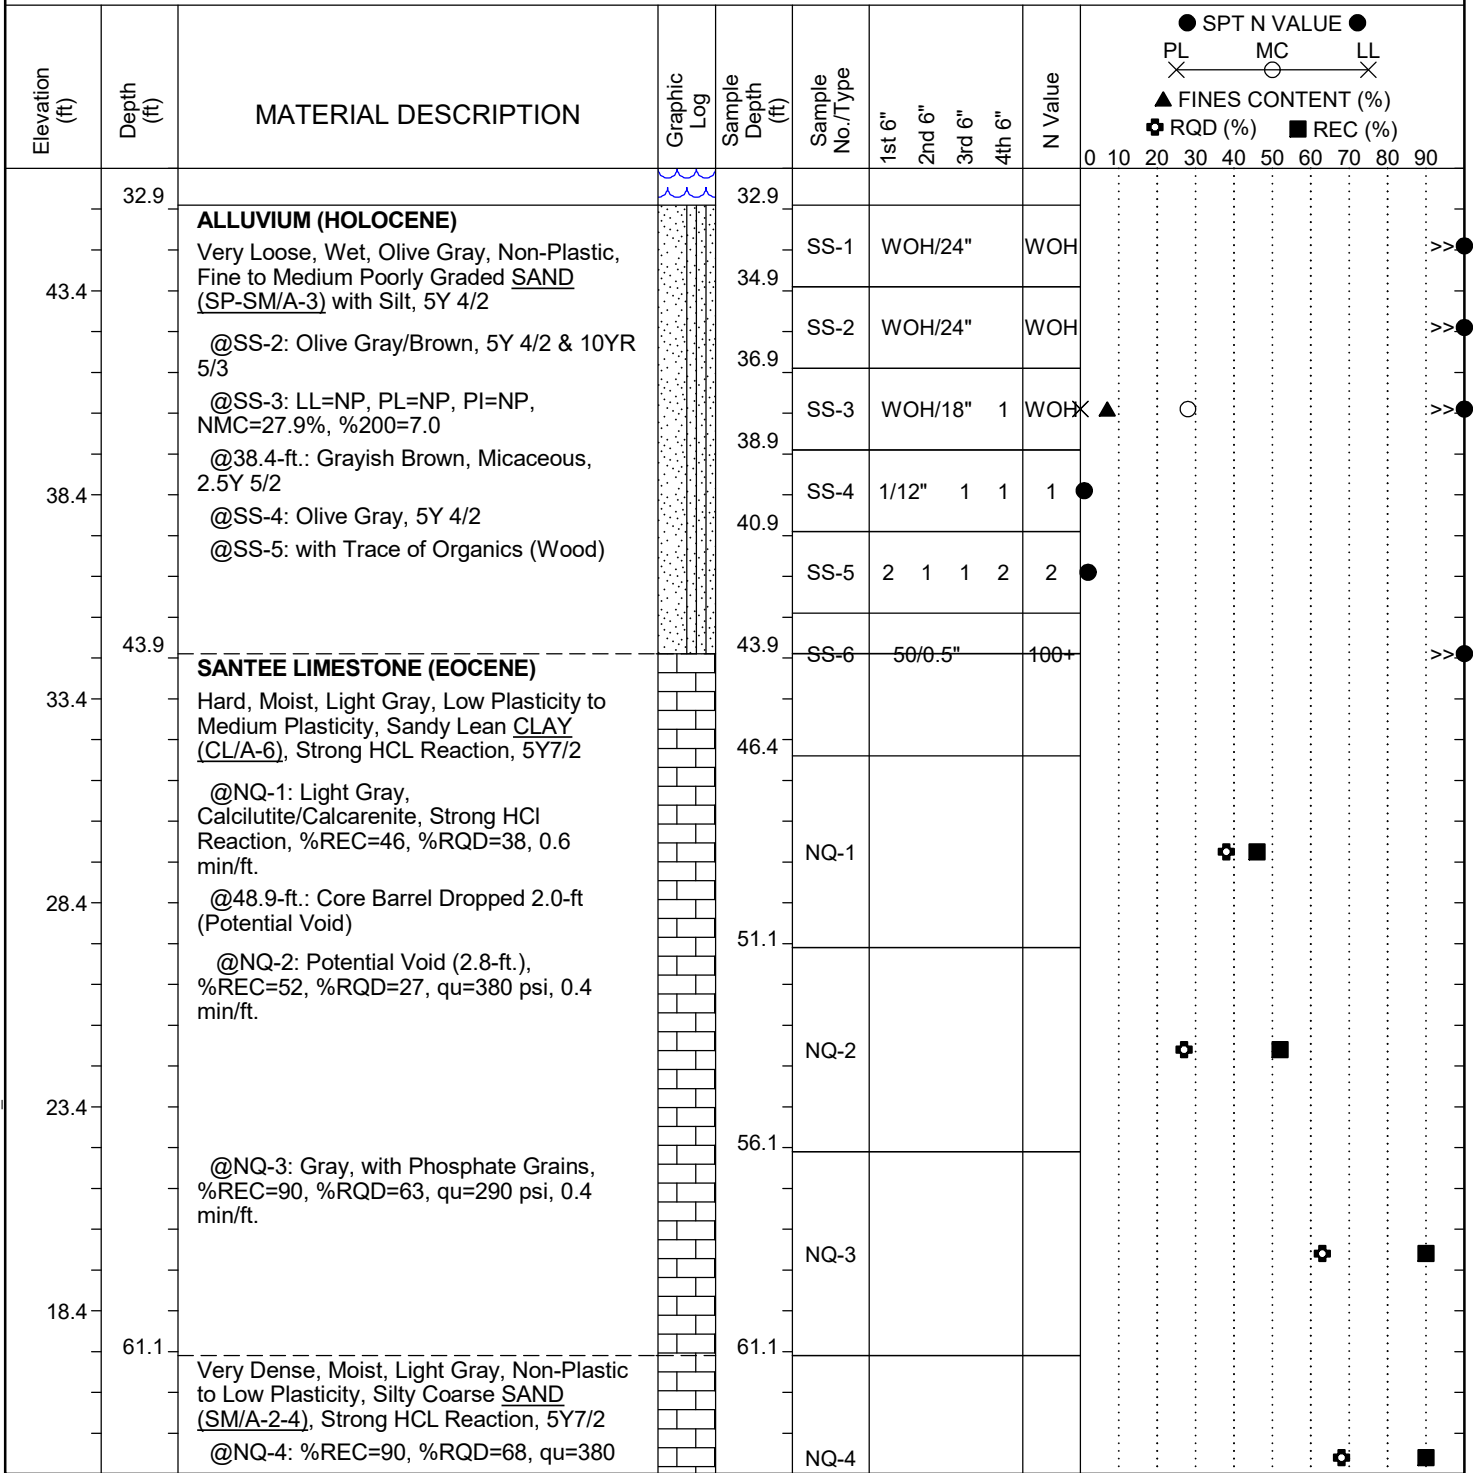 Elevation (ft)
Depth (ft)
MATERIAL DESCRIPTION
Graphic Log
Sample Depth (ft)
Sample No./Type
1st 6"
2nd 6"
3rd 6"
4th 6"
N Value
SPT N VALUE
PL MC LL
FINES CONTENT (%)
RQD (%) REC (%)
0 10 20 30 40 50 60 70 80 90
32.9 32.9
ALLUVIUM (HOLOCENE)
Very Loose, Wet, Olive Gray, Non-Plastic,
Fine to Medium Poorly Graded SAND
(SP-SM/A-3) with Silt, 5Y 4/2
SS-1 WOH/24" WOH >>
43.4 34.9
@SS-2: Olive Gray/Brown, 5Y 4/2 & 10YR
5/3
SS-2 WOH/24" WOH >>
36.9
@SS-3: LL=NP, PL=NP, PI=NP,
NMC=27.9%, %200=7.0
SS-3 WOH/18" 1 WOH >>
38.9
@38.4-ft.: Grayish Brown, Micaceous,
2.5Y 5/2
38.4
SS-4 1/12" 1 1 1
@SS-4: Olive Gray, 5Y 4/2
40.9
@SS-5: with Trace of Organics (Wood)
SS-5 2 1 1 2 2
43.9 43.9
SS-6 50/0.5" 100+ >>
SANTEE LIMESTONE (EOCENE)
Hard, Moist, Light Gray, Low Plasticity to
Medium Plasticity, Sandy Lean CLAY
(CL/A-6), Strong HCL Reaction, 5Y7/2
33.4
46.4
@NQ-1: Light Gray,
Calcilutite/Calcarenite, Strong HCl
Reaction, %REC=46, %RQD=38, 0.6
min/ft.
NQ-1
@48.9-ft.: Core Barrel Dropped 2.0-ft
(Potential Void)
28.4
51.1
@NQ-2: Potential Void (2.8-ft.),
%REC=52, %RQD=27, qu=380 psi, 0.4
min/ft.
NQ-2
23.4
56.1
@NQ-3: Gray, with Phosphate Grains,
%REC=90, %RQD=63, qu=290 psi, 0.4
min/ft.
NQ-3
18.4
61.1 61.1
Very Dense, Moist, Light Gray, Non-Plastic
to Low Plasticity, Silty Coarse SAND
(SM/A-2-4), Strong HCL Reaction, 5Y7/2
@NQ-4: %REC=90, %RQD=68, qu=380
NQ-4